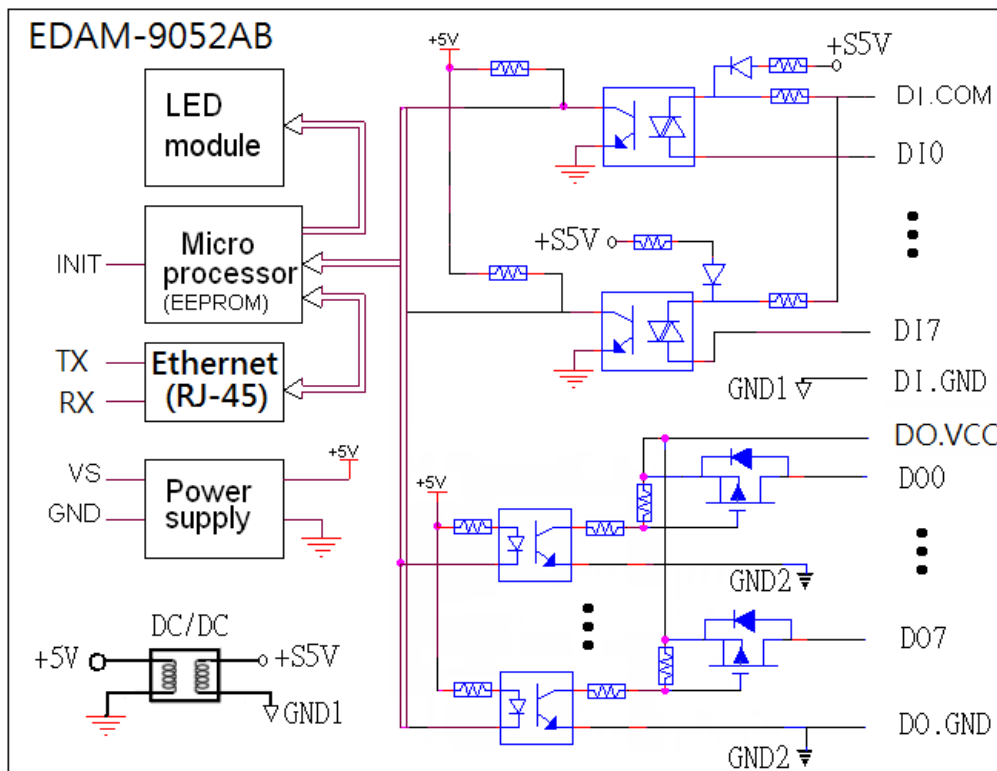 EDAM-9052AB
LED
module
INIT
Micro
processor
(EEPROM)
TX
RX
Ethernet
(RJ-45)
VS
GND
Power
supply
+5V
DC/DC
+5V
+S5V
GND1
+5V
+S5V
DI.COM
DI0
+S5V
DI7
GND1
DI.GND
DO.VCC
DO0
+5V
GND2
DO7
DO.GND
GND2